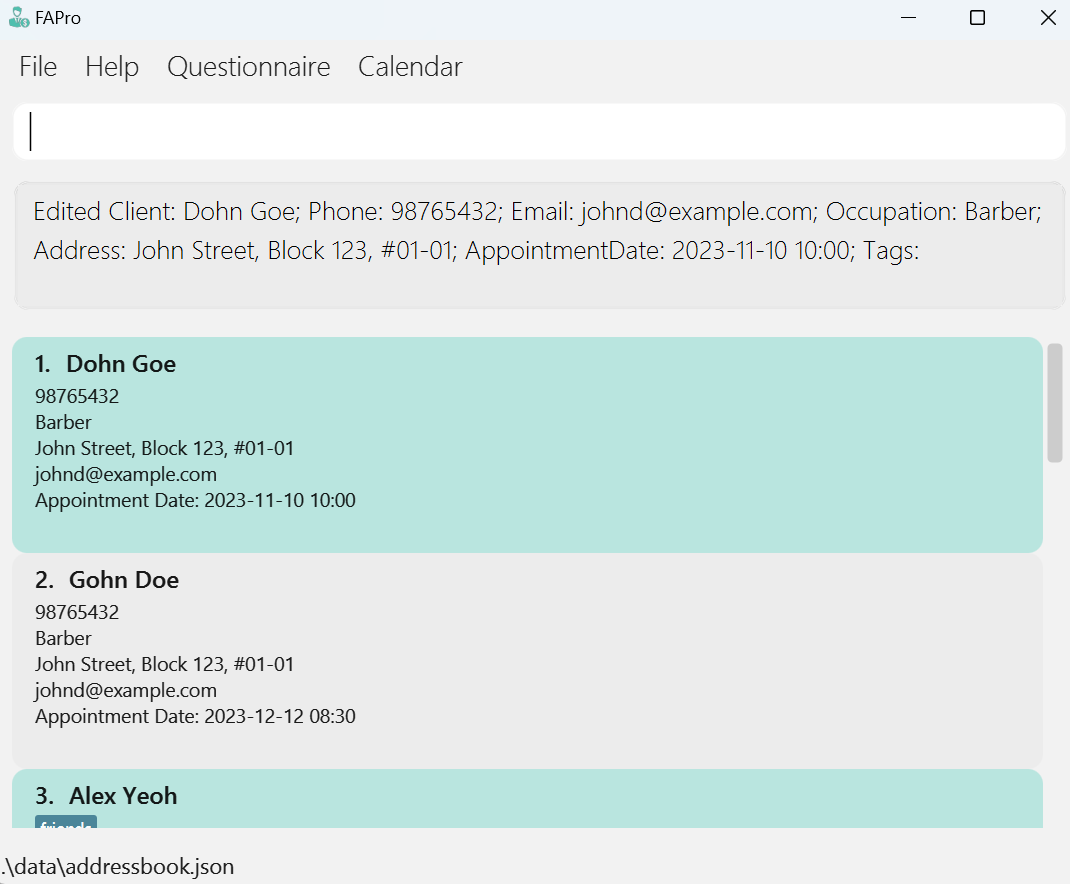 FAPro
File Help Questionnaire Calendar
Edited Client: Dohn Goe; Phone: 98765432; Email: johnd@example.com; Occupation: Barber;
Address: John Street, Block 123, #01-01; AppointmentDate: 2023-11-10 10:00; Tags:
1. Dohn Goe
98765432
Barber
John Street, Block 123, #01-01
johnd@example.com
Appointment Date: 2023-11-10 10:00
2. Gohn Doe
98765432
Barber
John Street, Block 123, #01-01
johnd@example.com
Appointment Date: 2023-12-12 08:30
3. Alex Yeoh
friends
.\data\addressbook.json